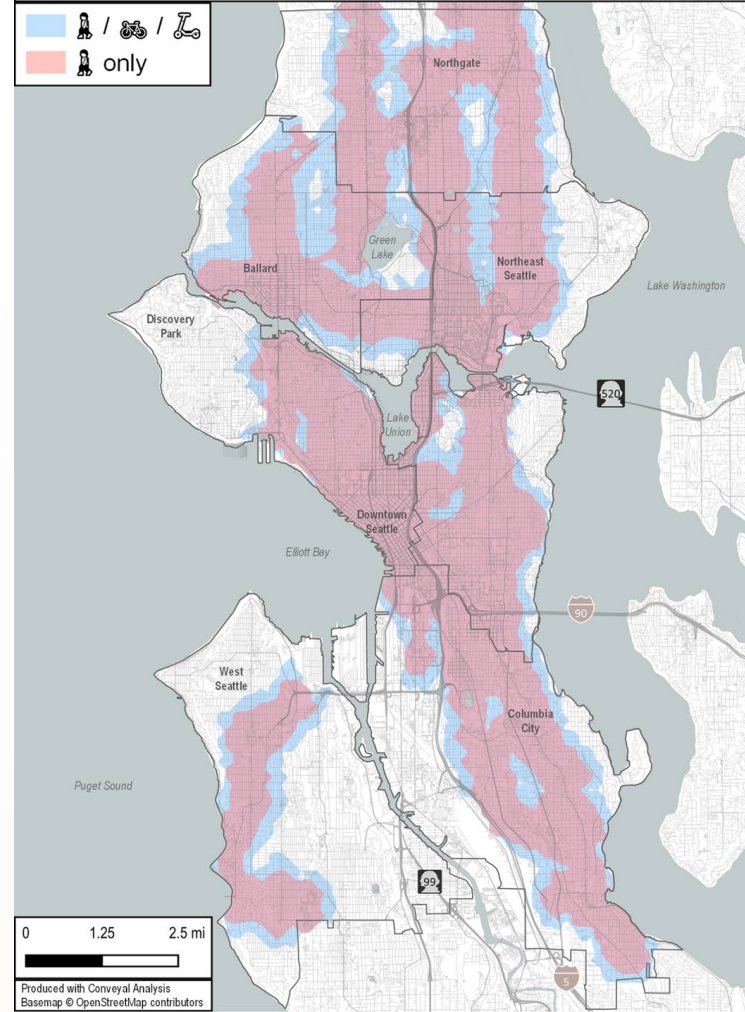 / /
only
Northgate
Green
Lake
Ballard
Northeast
Seattle
Lake Washington
Discovery
Park
520
Lake
Union
Downtown
Seattle
Elliott Bay
90
West
Seattle
Columbia
City
Puget Sound
99
0 1.25 2.5 mi
5
Produced with Conveyal Analysis
Basemap © OpenStreetMap contributors